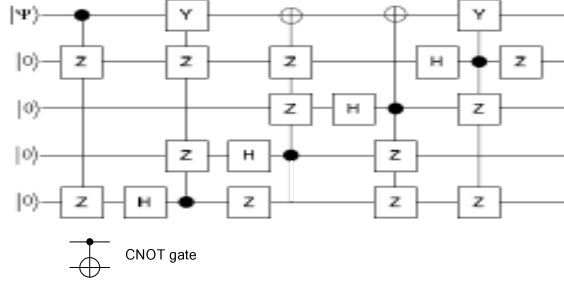 |Ψ⟩ Y Y
|0⟩ Z Z Z H Z
|0⟩ Z H Z
|0⟩ Z H Z
|0⟩ Z H Z Z Z
CNOT gate